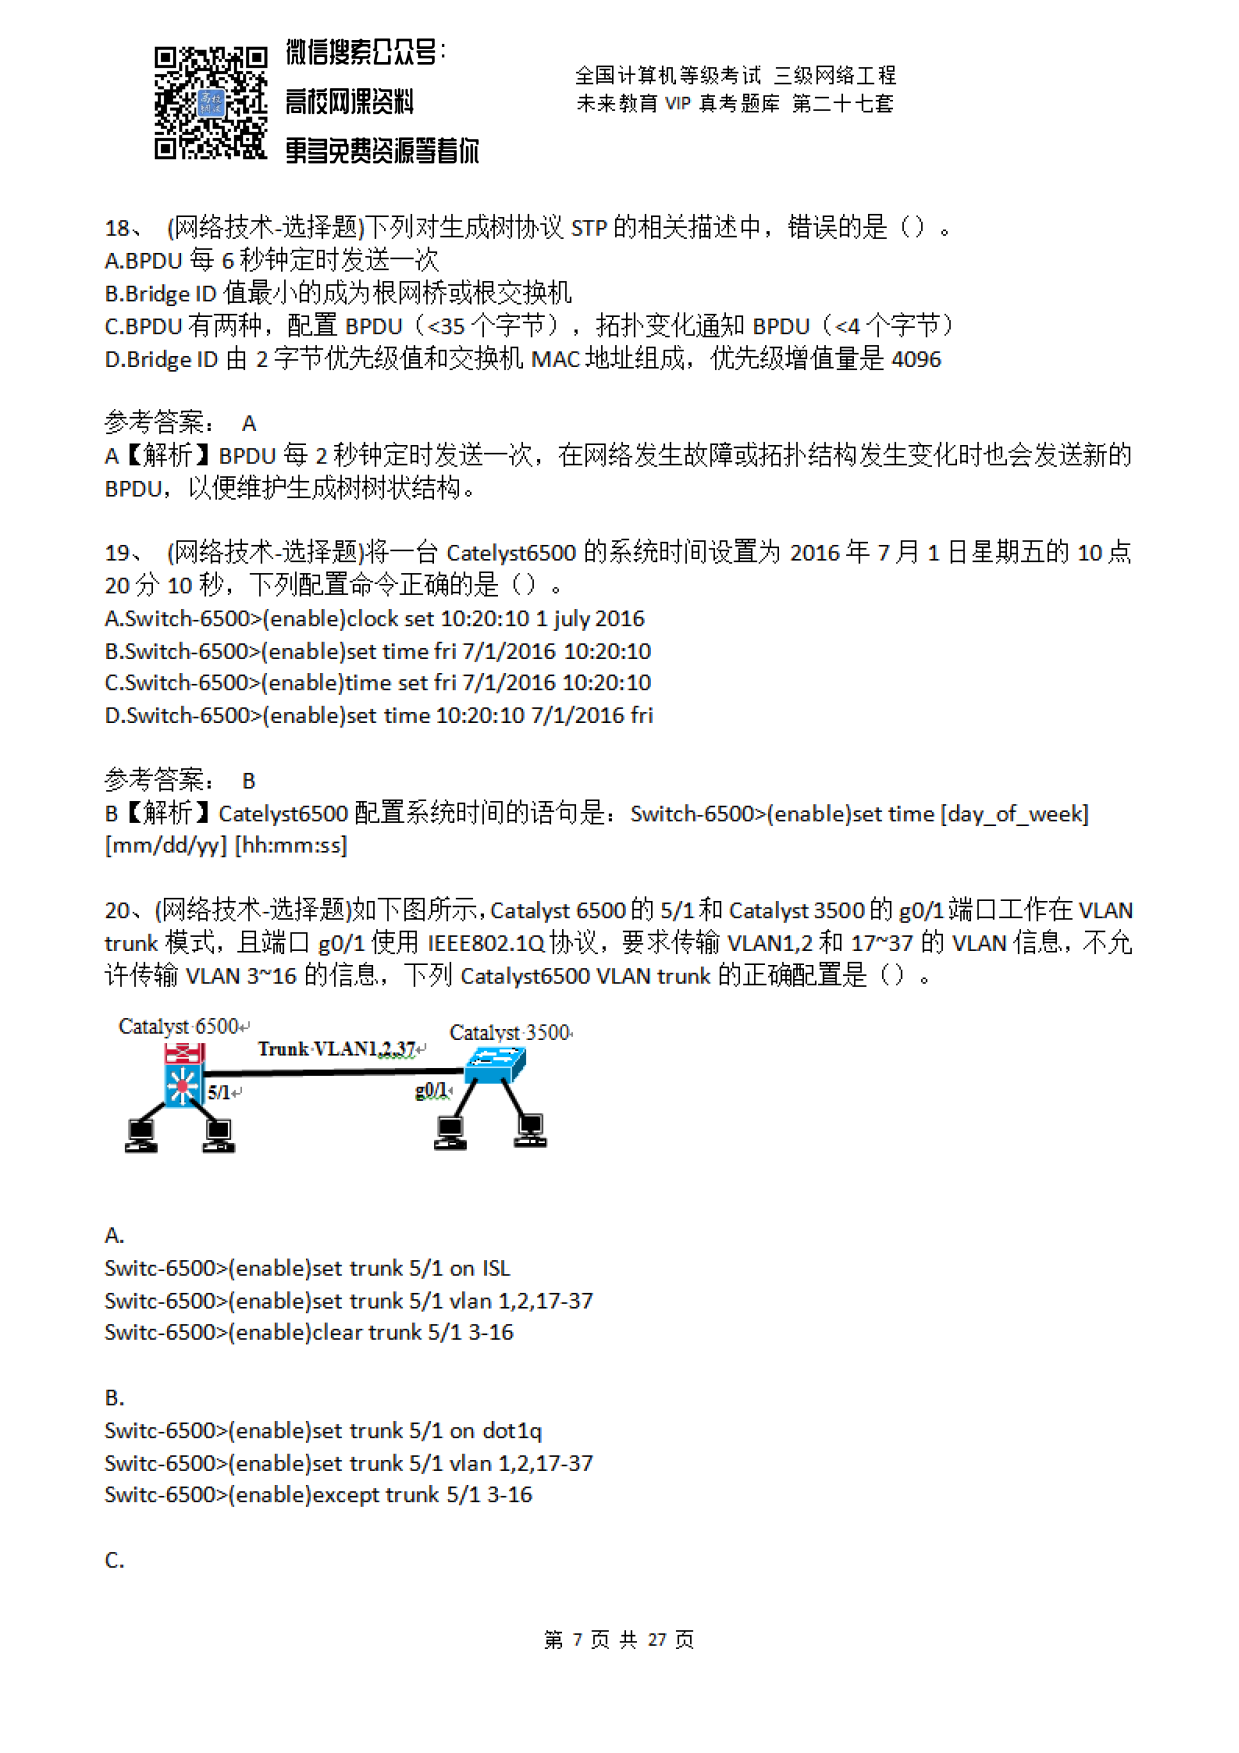 微信搜索公众号：
高校网课资料
更多免费资源等着你
全国计算机等级考试 三级网络工程
未来教育 VIP 真考题库 第二十七套
高校
网课
18、 (网络技术-选择题)下列对生成树协议 STP 的相关描述中，错误的是（）。
A.BPDU 每 6 秒钟定时发送一次
B.Bridge ID 值最小的成为根网桥或根交换机
C.BPDU 有两种，配置 BPDU（<35 个字节），拓扑变化通知 BPDU（<4 个字节）
D.Bridge ID 由 2 字节优先级值和交换机 MAC 地址组成，优先级增值量是 4096
参考答案： A
A【解析】BPDU 每 2 秒钟定时发送一次，在网络发生故障或拓扑结构发生变化时也会发送新的
BPDU，以便维护生成树树状结构。
19、 (网络技术-选择题)将一台 Catelyst6500 的系统时间设置为 2016 年 7 月 1 日星期五的 10 点
20 分 10 秒，下列配置命令正确的是（）。
A.Switch-6500>(enable)clock set 10:20:10 1 july 2016
B.Switch-6500>(enable)set time fri 7/1/2016 10:20:10
C.Switch-6500>(enable)time set fri 7/1/2016 10:20:10
D.Switch-6500>(enable)set time 10:20:10 7/1/2016 fri
参考答案： B
B【解析】Catelyst6500 配置系统时间的语句是：Switch-6500>(enable)set time [day_of_week]
[mm/dd/yy] [hh:mm:ss]
20、(网络技术-选择题)如下图所示，Catalyst 6500 的 5/1 和 Catalyst 3500 的 g0/1 端口工作在 VLAN
trunk 模式，且端口 g0/1 使用 IEEE802.1Q 协议，要求传输 VLAN1,2 和 17~37 的 VLAN 信息，不允
许传输 VLAN 3~16 的信息，下列 Catalyst6500 VLAN trunk 的正确配置是（）。
Catalyst·6500↵
Catalyst·3500·
Trunk·VLAN1,2,37↵
5/1↵
g0/1↵
A.
Switc-6500>(enable)set trunk 5/1 on ISL
Switc-6500>(enable)set trunk 5/1 vlan 1,2,17-37
Switc-6500>(enable)clear trunk 5/1 3-16
B.
Switc-6500>(enable)set trunk 5/1 on dot1q
Switc-6500>(enable)set trunk 5/1 vlan 1,2,17-37
Switc-6500>(enable)except trunk 5/1 3-16
C.
第 7 页 共 27 页